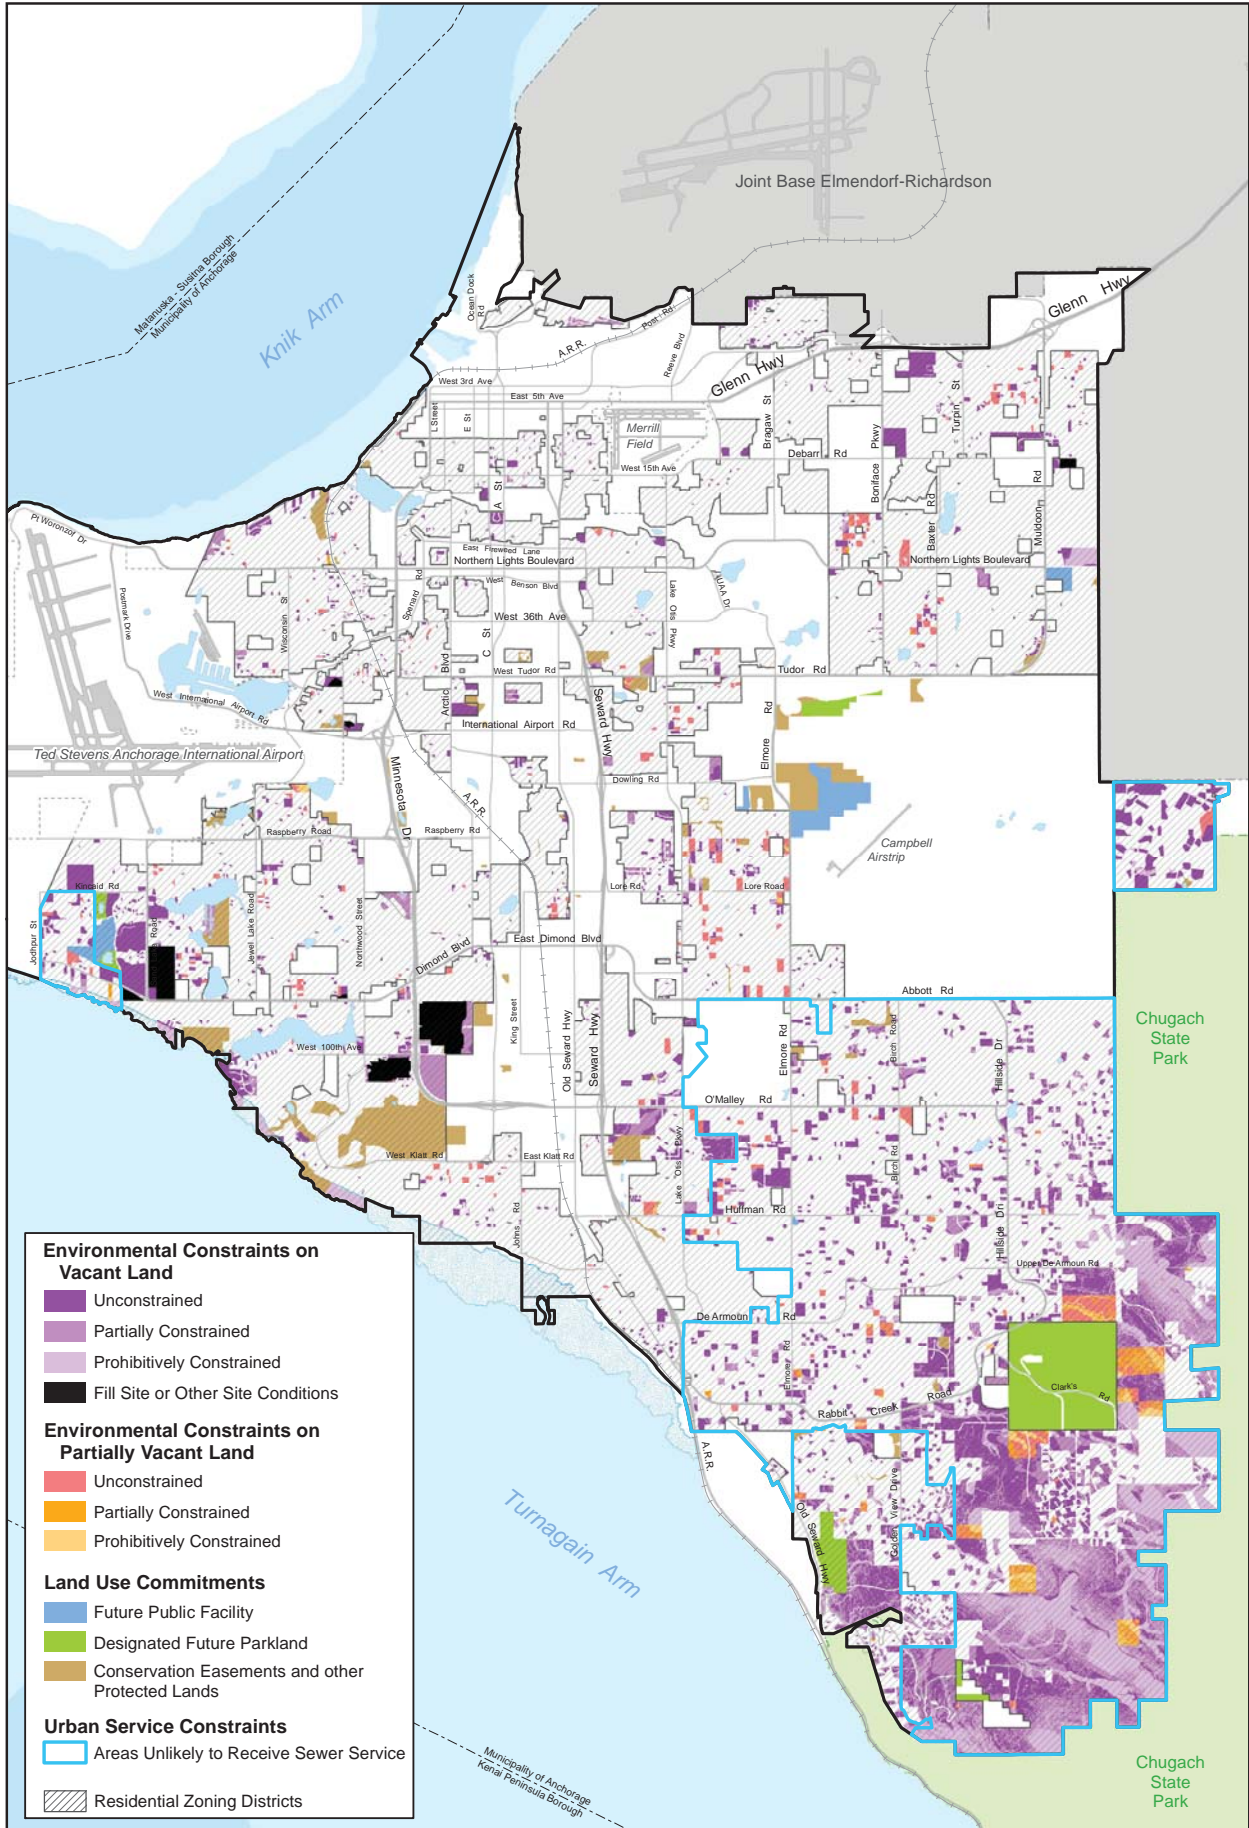 Joint Base Elmendorf-Richardson
Matanuska - Susitna Borough
Municipality of Anchorage
Knik Arm
Ocean Dock
Rd
Glenn Hwy
Post Rd
A.R.R.
Reeve Blvd
Glenn Hwy
West 3rd Ave
East 5th Ave
L Street
E St
Merrill
Field
Bragaw St
Turpin St
Debarr Rd
Boniface Pkwy
West 15th Ave
A St
C
Baxter Rd
Muldoon Rd
Pt Woronzof Dr
East Fireweed Lane
Northern Lights Boulevard
Northern Lights Boulevard
West Benson Blvd
Spenard Rd
Lake Otis Pkwy
UAA Dr
Postmark Drive
Wisconsin St
West 36th Ave
C St
Arctic Blvd
West Tudor Rd
Tudor Rd
West International Airport Rd
International Airport Rd
Seward Hwy
Elmore Rd
Ted Stevens Anchorage International Airport
Minnesota Dr
Dowling Rd
A.R.R.
Raspberry Road
Raspberry Rd
Campbell
Airstrip
Kincaid Rd
Lore Rd
Lore Road
Jodhpur St
Road
Jewel Lake Road
Northwood Street
Dimond Blvd
East Dimond Blvd
Abbott Rd
Chugach
State
Park
King Street
Old Seward Hwy
Seward Hwy
Elmore Rd
Birch Road
Hillside Dr
West 100th Ave
O'Malley Rd
West Klatt Rd
East Klatt Rd
Lake Otis Pkwy
Birch Rd
Huffman Rd
Johns Rd
Hillside Dri
Upper De Armoun Rd
De Armoun Rd
Elmore Rd
Clark's Rd
Rabbit Creek Road
A.R.R.
Golden View Drive
Old Seward Hwy
Turnagain Arm
Municipality of Anchorage
Kenai Peninsula Borough
Chugach
State
Park
Environmental Constraints on
Vacant Land
Unconstrained
Partially Constrained
Prohibitively Constrained
Fill Site or Other Site Conditions
Environmental Constraints on
Partially Vacant Land
Unconstrained
Partially Constrained
Prohibitively Constrained
Land Use Commitments
Future Public Facility
Designated Future Parkland
Conservation Easements and other
Protected Lands
Urban Service Constraints
Areas Unlikely to Receive Sewer Service
Residential Zoning Districts